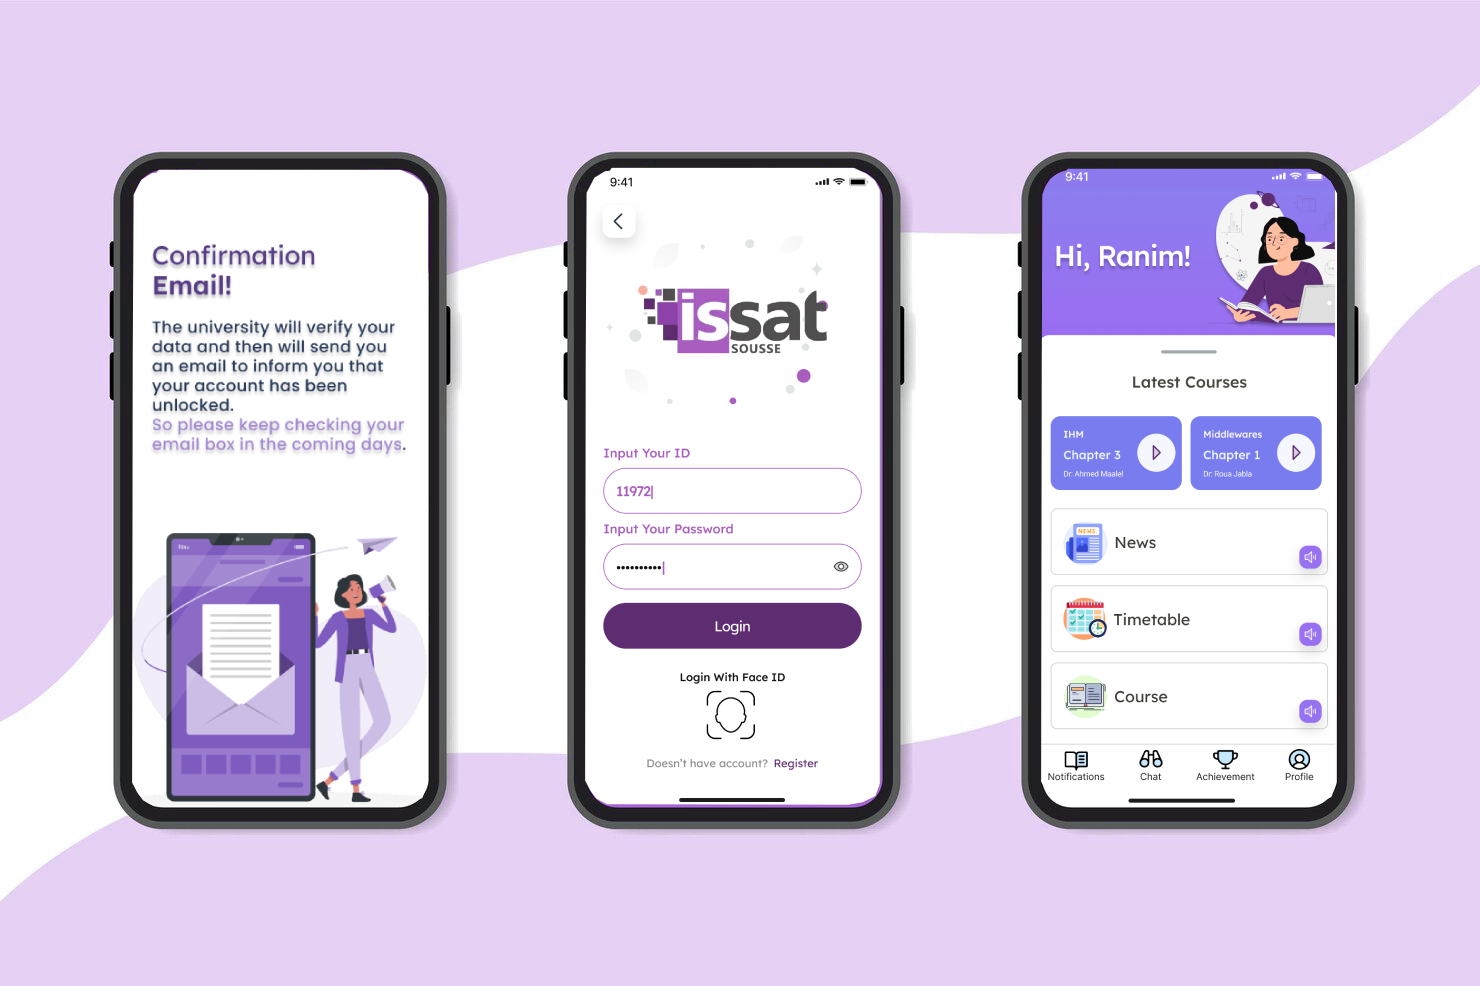 Confirmation
Email!
The university will verify your
data and then will send you
an email to inform you that
your account has been
unlocked.
So please keep checking your
email box in the coming days.
9:41
issat
SOUSSE
Input Your ID
11972
Input Your Password
••••••••••
Login
Login With Face ID
Doesn't have account? Register
9:41
Hi, Ranim!
Latest Courses
IHM
Chapter 3
Dr. Ahmed Maalel
Middlewares
Chapter 1
Dr. Roua Jabla
NEWS
News
Timetable
Course
Notifications
Chat
Achievement
Profile